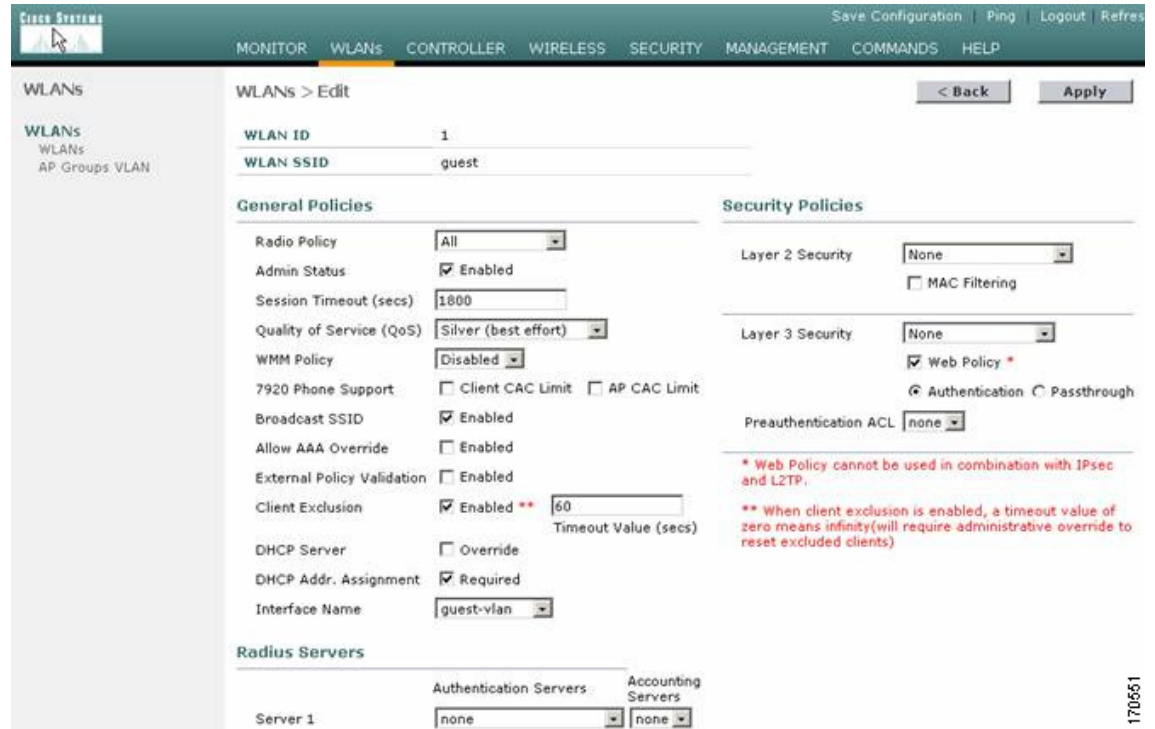 Save Configuration | Ping | Logout | Refres
CISCO SYSTEMS
MONITOR WLANs CONTROLLER WIRELESS SECURITY MANAGEMENT COMMANDS HELP
WLANs
WLANs
WLANs
AP Groups VLAN
WLANs > Edit
< Back
Apply
WLAN ID 1
WLAN SSID guest
General Policies
Radio Policy All
Admin Status Enabled
Session Timeout (secs) 1800
Quality of Service (QoS) Silver (best effort)
WMM Policy Disabled
7920 Phone Support Client CAC Limit AP CAC Limit
Broadcast SSID Enabled
Allow AAA Override Enabled
External Policy Validation Enabled
Client Exclusion Enabled ** 60
Timeout Value (secs)
DHCP Server Override
DHCP Addr. Assignment Required
Interface Name guest-vlan
Security Policies
Layer 2 Security None
MAC Filtering
Layer 3 Security None
Web Policy *
Authentication Passthrough
Preauthentication ACL none
* Web Policy cannot be used in combination with IPsec
and L2TP.
** When client exclusion is enabled, a timeout value of
zero means infinity(will require administrative override to
reset excluded clients)
Radius Servers
Authentication Servers
Accounting
Servers
Server 1 none none
170551